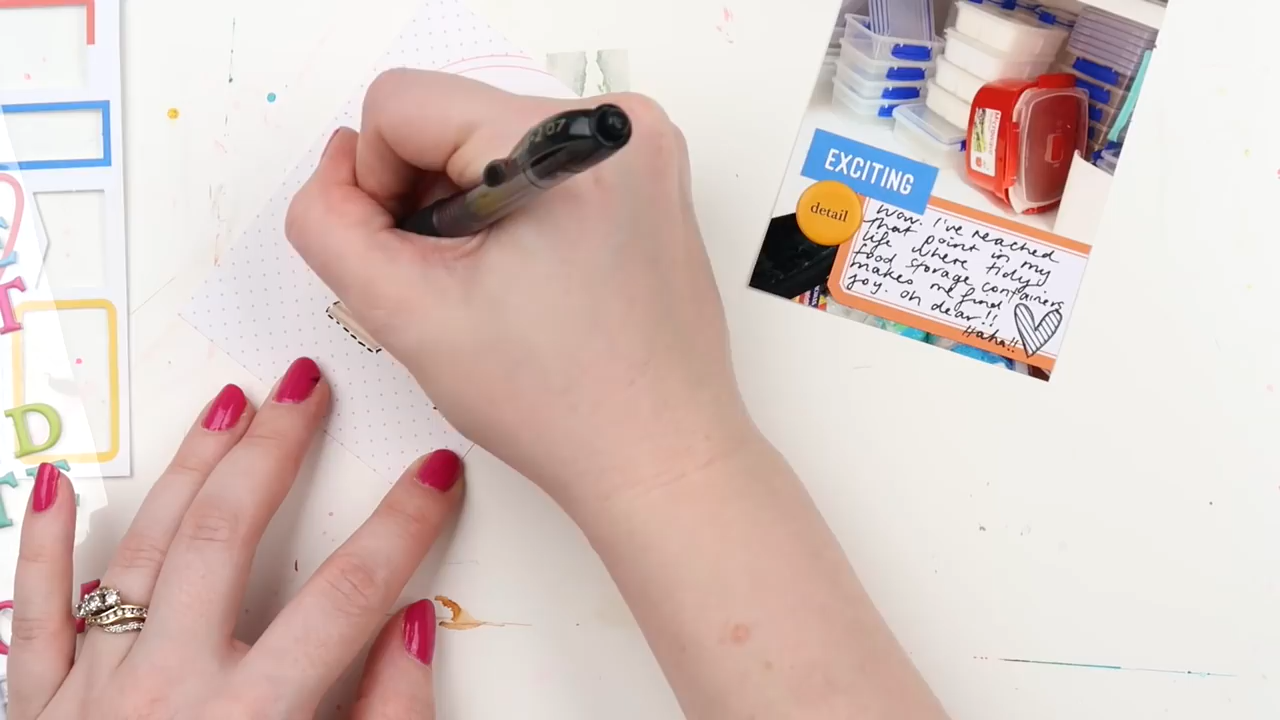 07
EXCITING
detail
Wow. I've reached
that point in my
life where tidy
food storage containers
makes me find
joy. oh dear!!
Haha!!
T
D